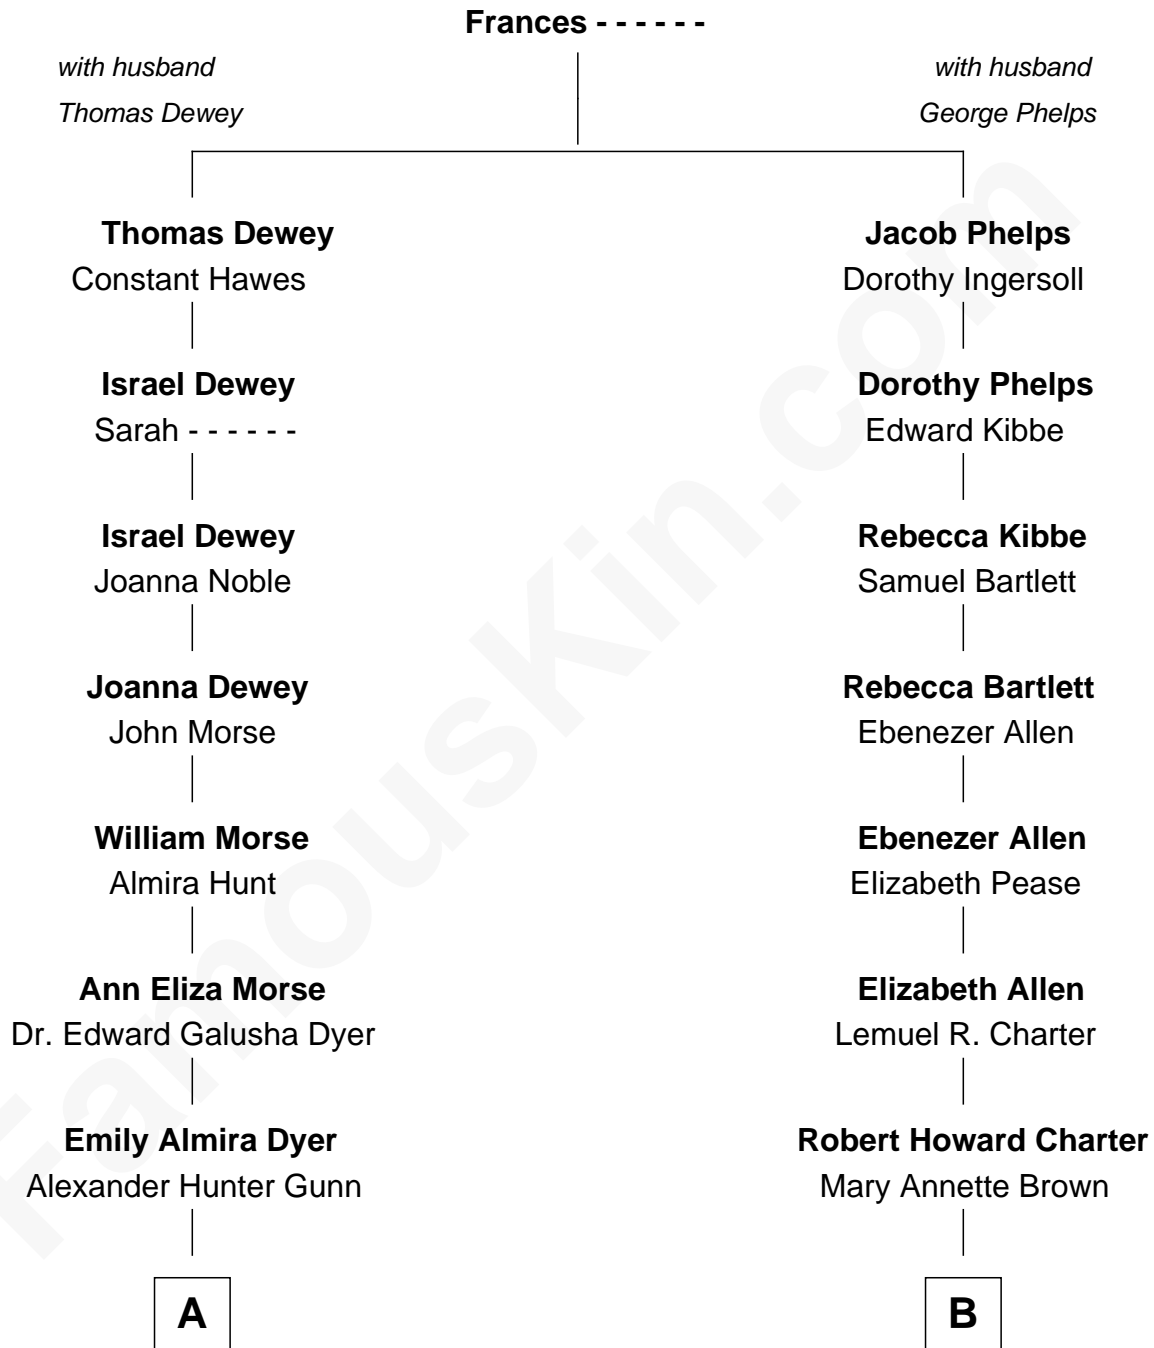 Frances - - - - - -
with husband
Thomas Dewey
with husband
George Phelps
Thomas Dewey
Constant Hawes
Jacob Phelps
Dorothy Ingersoll
Israel Dewey
Sarah - - - - - -
Dorothy Phelps
Edward Kibbe
Israel Dewey
Joanna Noble
Rebecca Kibbe
Samuel Bartlett
Joanna Dewey
John Morse
Rebecca Bartlett
Ebenezer Allen
William Morse
Almira Hunt
Ebenezer Allen
Elizabeth Pease
Ann Eliza Morse
Dr. Edward Galusha Dyer
Elizabeth Allen
Lemuel R. Charter
Emily Almira Dyer
Alexander Hunter Gunn
Robert Howard Charter
Mary Annette Brown
A
B
FamousKin.com